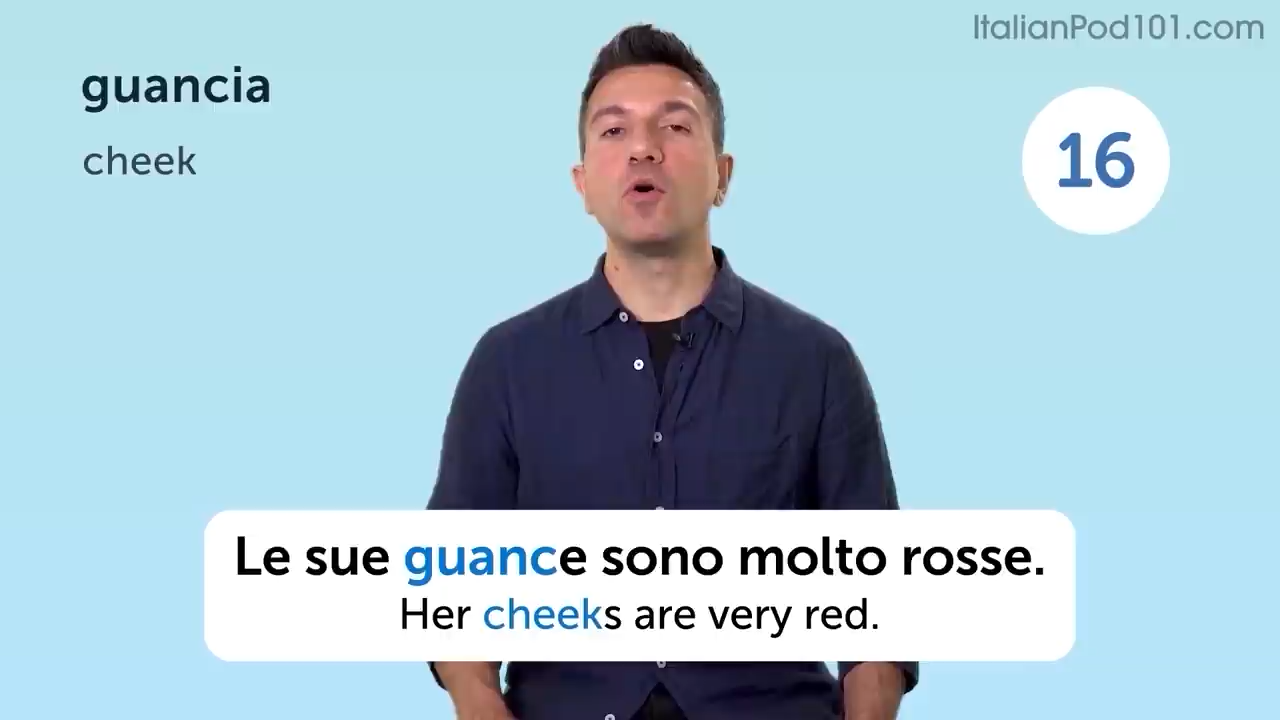 ItalianPod101.com
guancia
cheek
16
Le sue guance sono molto rosse.
Her cheeks are very red.